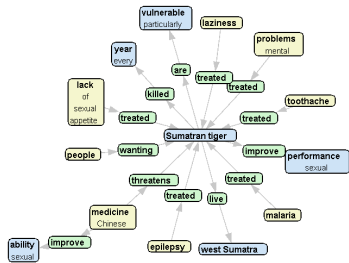 vulnerable
particularly
laziness
problems
mental
year
every
are
treated
treated
killed
lack
of
sexual
appetite
toothache
treated
treated
Sumatran tiger
people
wanting
improve
performance
sexual
threatens
treated
treated
live
medicine
Chinese
malaria
ability
sexual
improve
epilepsy
west Sumatra